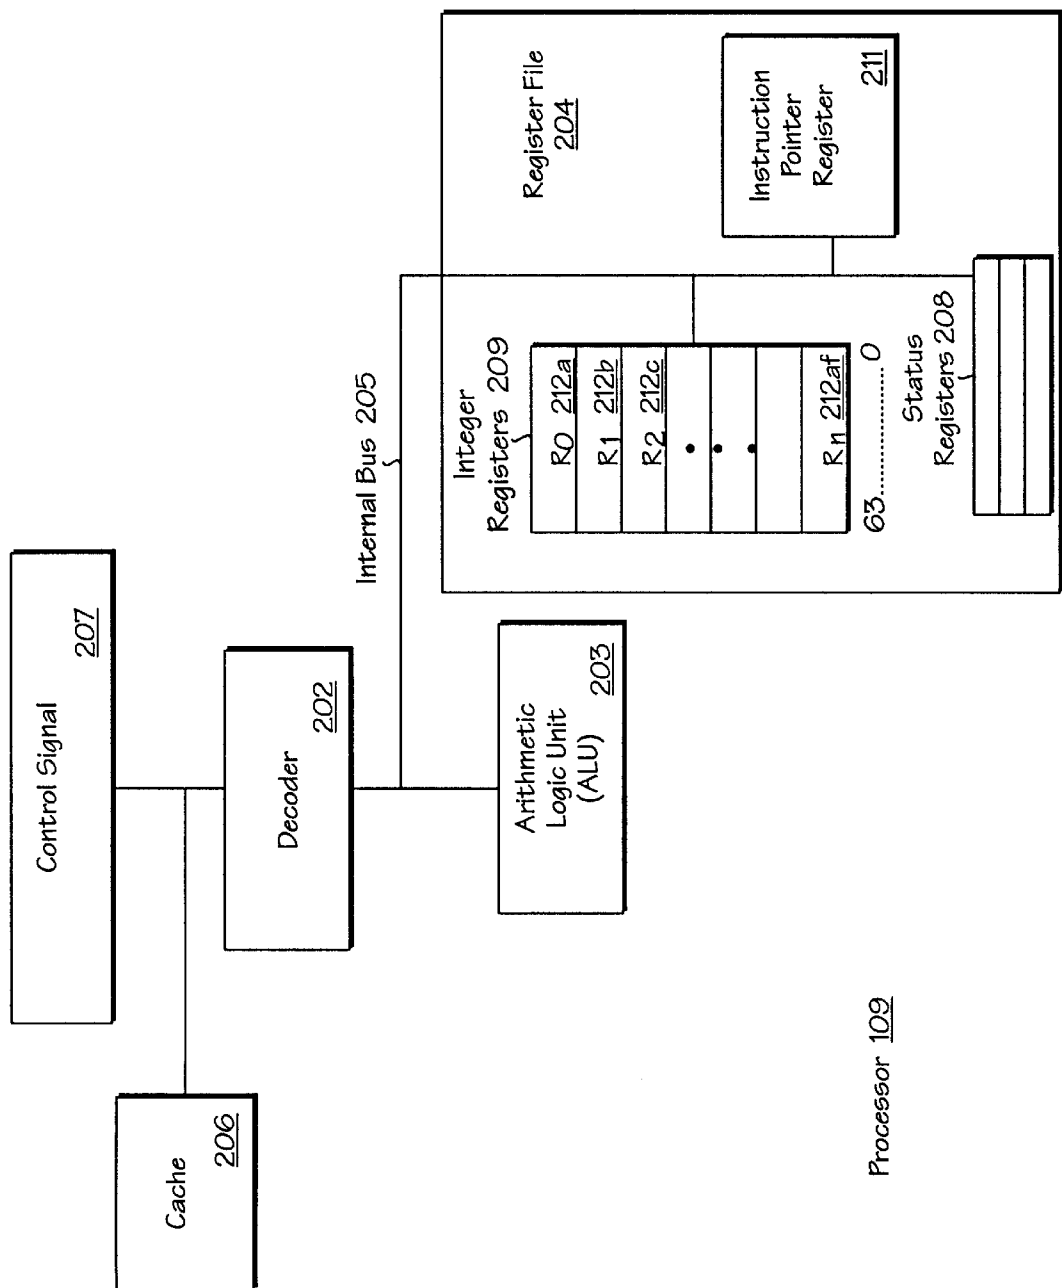 Control Signal
207
Cache
206
Decoder
202
Internal Bus 205
Arithmetic
Logic Unit
(ALU)
203
Register File
204
Integer
Registers 209
R0 212a
R1 212b
R2 212c
Rn 212af
63..................0
Status
Registers 208
Instruction
Pointer
Register
211
Processor 109